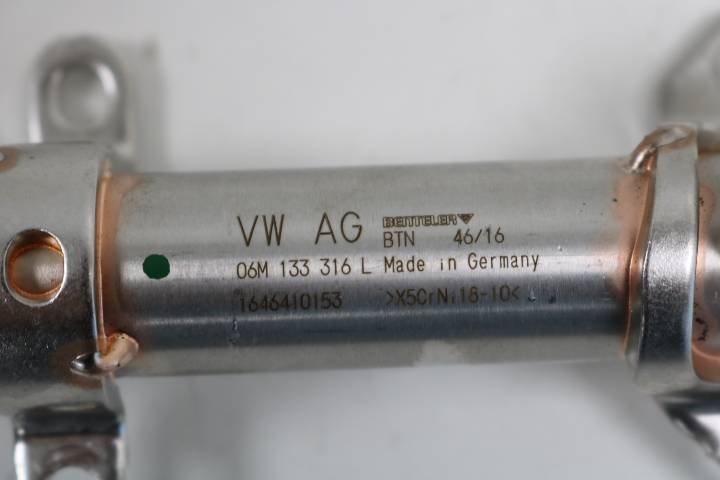 VW AG BENTELER
BTN 46/16
06M 133 316 L Made in Germany
1646410153 >X5CrNi18-10<